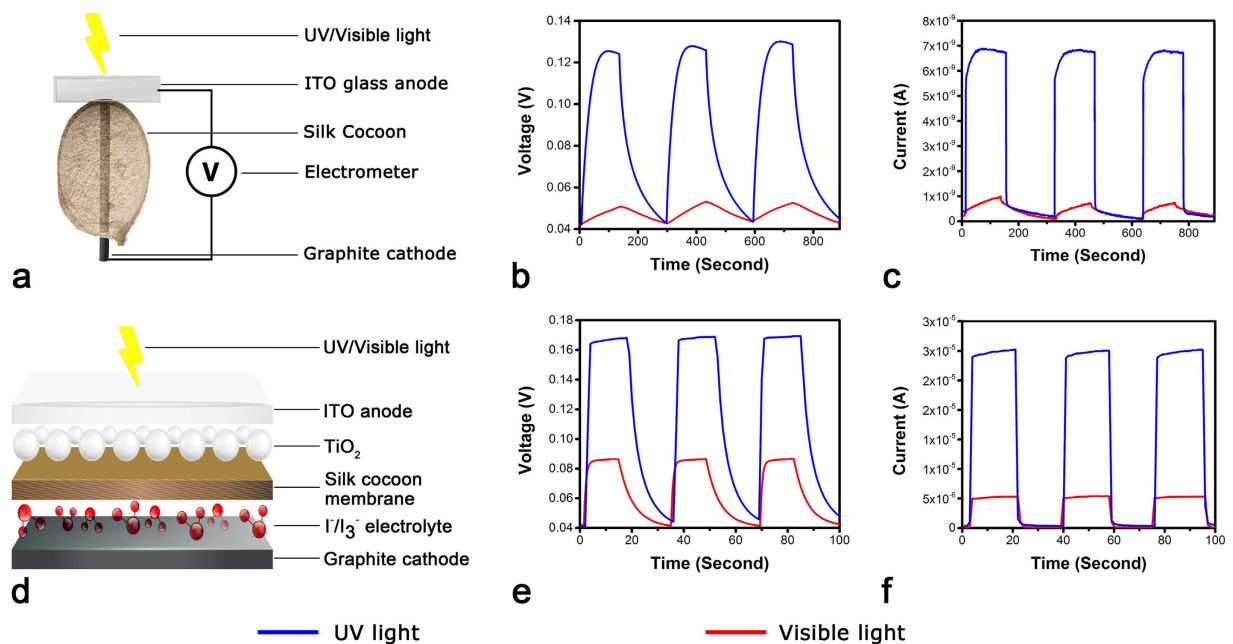 UV/Visible light
ITO glass anode
Silk Cocoon
Electrometer
V
Graphite cathode
a
0.14
0.12
0.10
0.08
0.06
0.04
Voltage (V)
0 200 400 600 800
Time (Second)
b
8x10⁻⁹
7x10⁻⁹
6x10⁻⁹
5x10⁻⁹
4x10⁻⁹
3x10⁻⁹
2x10⁻⁹
1x10⁻⁹
0
Current (A)
0 200 400 600 800
Time (Second)
c
UV/Visible light
ITO anode
TiO₂
Silk cocoon
membrane
I⁻/I₃⁻ electrolyte
Graphite cathode
d
0.18
0.16
0.14
0.12
0.10
0.08
0.06
0.04
Voltage (V)
0 20 40 60 80 100
Time (Second)
e
3x10⁻⁵
3x10⁻⁵
2x10⁻⁵
2x10⁻⁵
1x10⁻⁵
1x10⁻⁵
5x10⁻⁶
0
Current (A)
0 20 40 60 80 100
Time (Second)
f
UV light
Visible light